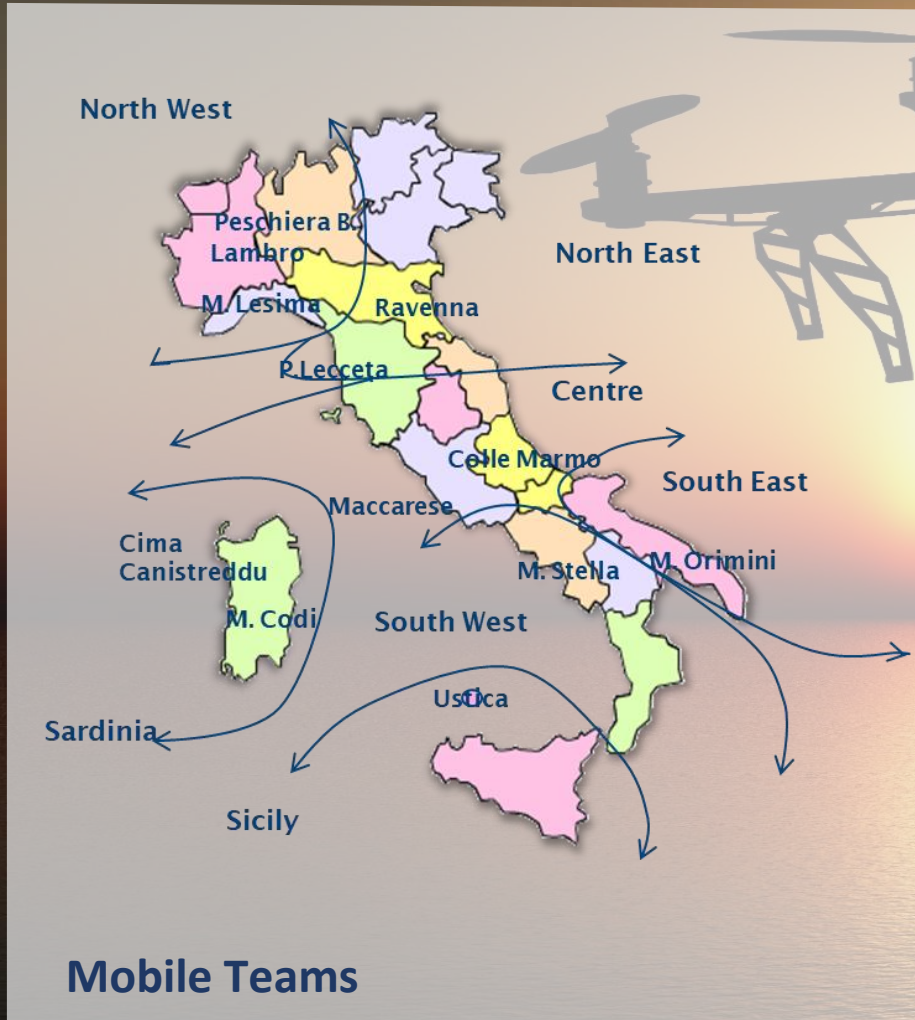 North West
Peschiera B.
Lambro
North East
M. Lesima
Ravenna
P.Lecceta
Centre
Colle Marmo
South East
Maccarese
Cima
Canistreddu
M. Stella
M. Orimini
M. Codi
South West
Ustica
Sardinia
Sicily
Mobile Teams